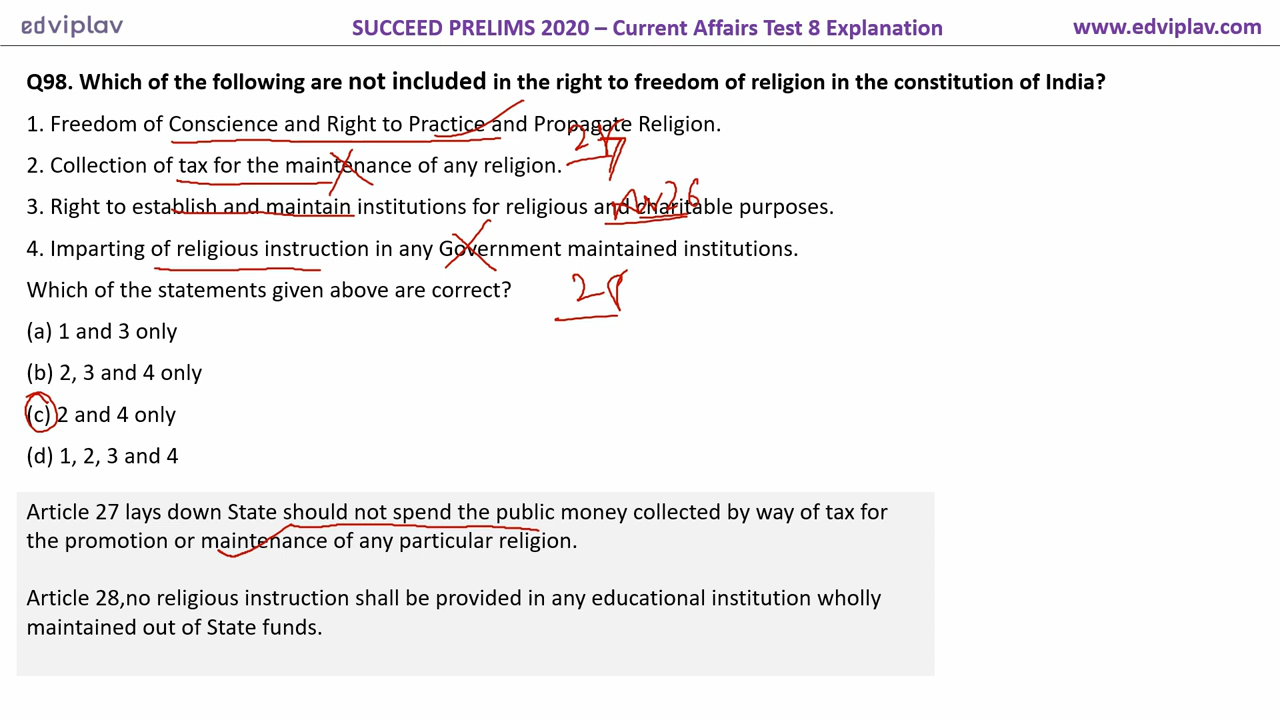 edviplav
SUCCEED PRELIMS 2020 – Current Affairs Test 8 Explanation
www.edviplav.com
Q98. Which of the following are not included in the right to freedom of religion in the constitution of India?
1. Freedom of Conscience and Right to Practice and Propagate Religion.
27
2. Collection of tax for the maintenance of any religion.
3. Right to establish and maintain institutions for religious and charitable purposes.
26
4. Imparting of religious instruction in any Government maintained institutions.
Which of the statements given above are correct?
28
(a) 1 and 3 only
(b) 2, 3 and 4 only
(c) 2 and 4 only
(d) 1, 2, 3 and 4
Article 27 lays down State should not spend the public money collected by way of tax for
the promotion or maintenance of any particular religion.
Article 28,no religious instruction shall be provided in any educational institution wholly
maintained out of State funds.